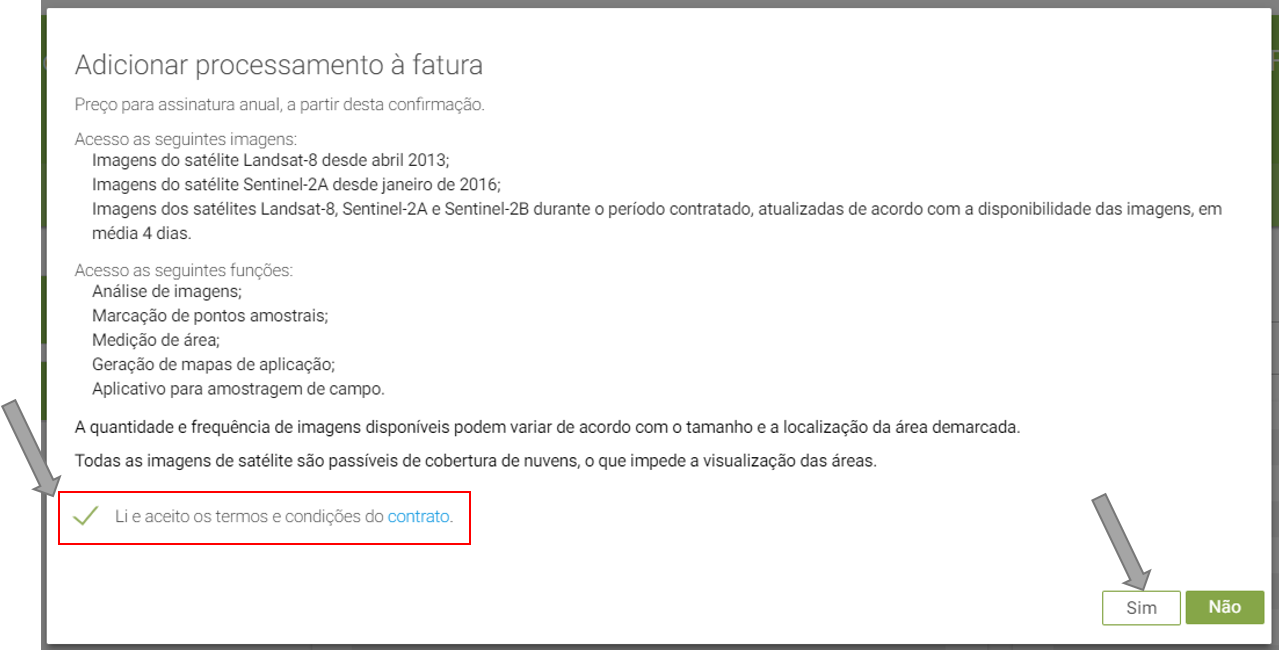 Adicionar processamento à fatura
Preço para assinatura anual, a partir desta confirmação.
Acesso as seguintes imagens:
Imagens do satélite Landsat-8 desde abril 2013;
Imagens do satélite Sentinel-2A desde janeiro de 2016;
Imagens dos satélites Landsat-8, Sentinel-2A e Sentinel-2B durante o período contratado, atualizadas de acordo com a disponibilidade das imagens, em
média 4 dias.
Acesso as seguintes funções:
Análise de imagens;
Marcação de pontos amostrais;
Medição de área;
Geração de mapas de aplicação;
Aplicativo para amostragem de campo.
A quantidade e frequência de imagens disponíveis podem variar de acordo com o tamanho e a localização da área demarcada.
Todas as imagens de satélite são passíveis de cobertura de nuvens, o que impede a visualização das áreas.
Li e aceito os termos e condições do contrato.
Sim Não